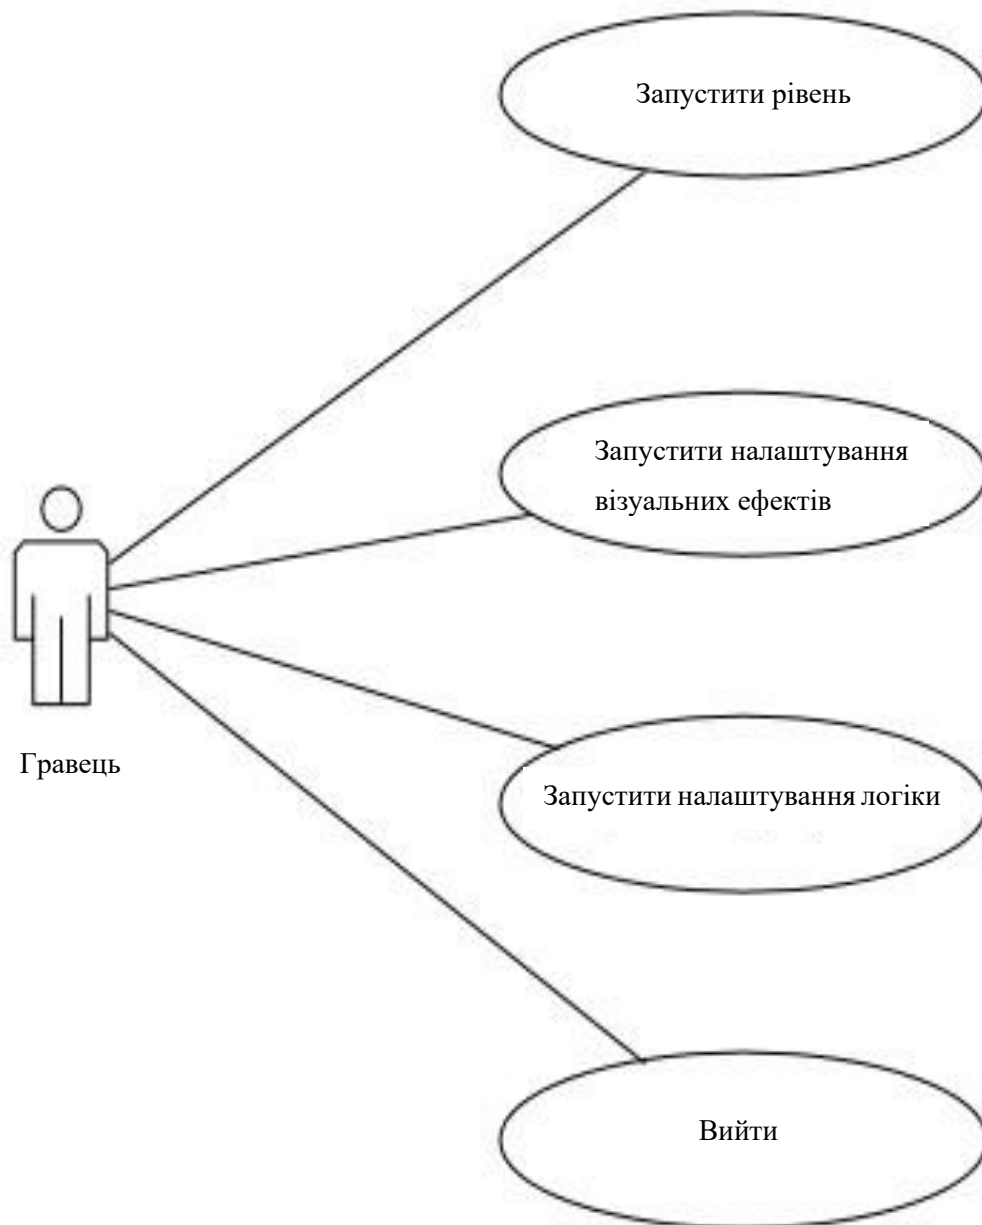 Запустити рівень
Запустити налаштування
візуальних ефектів
Гравець
Запустити налаштування логіки
Вийти